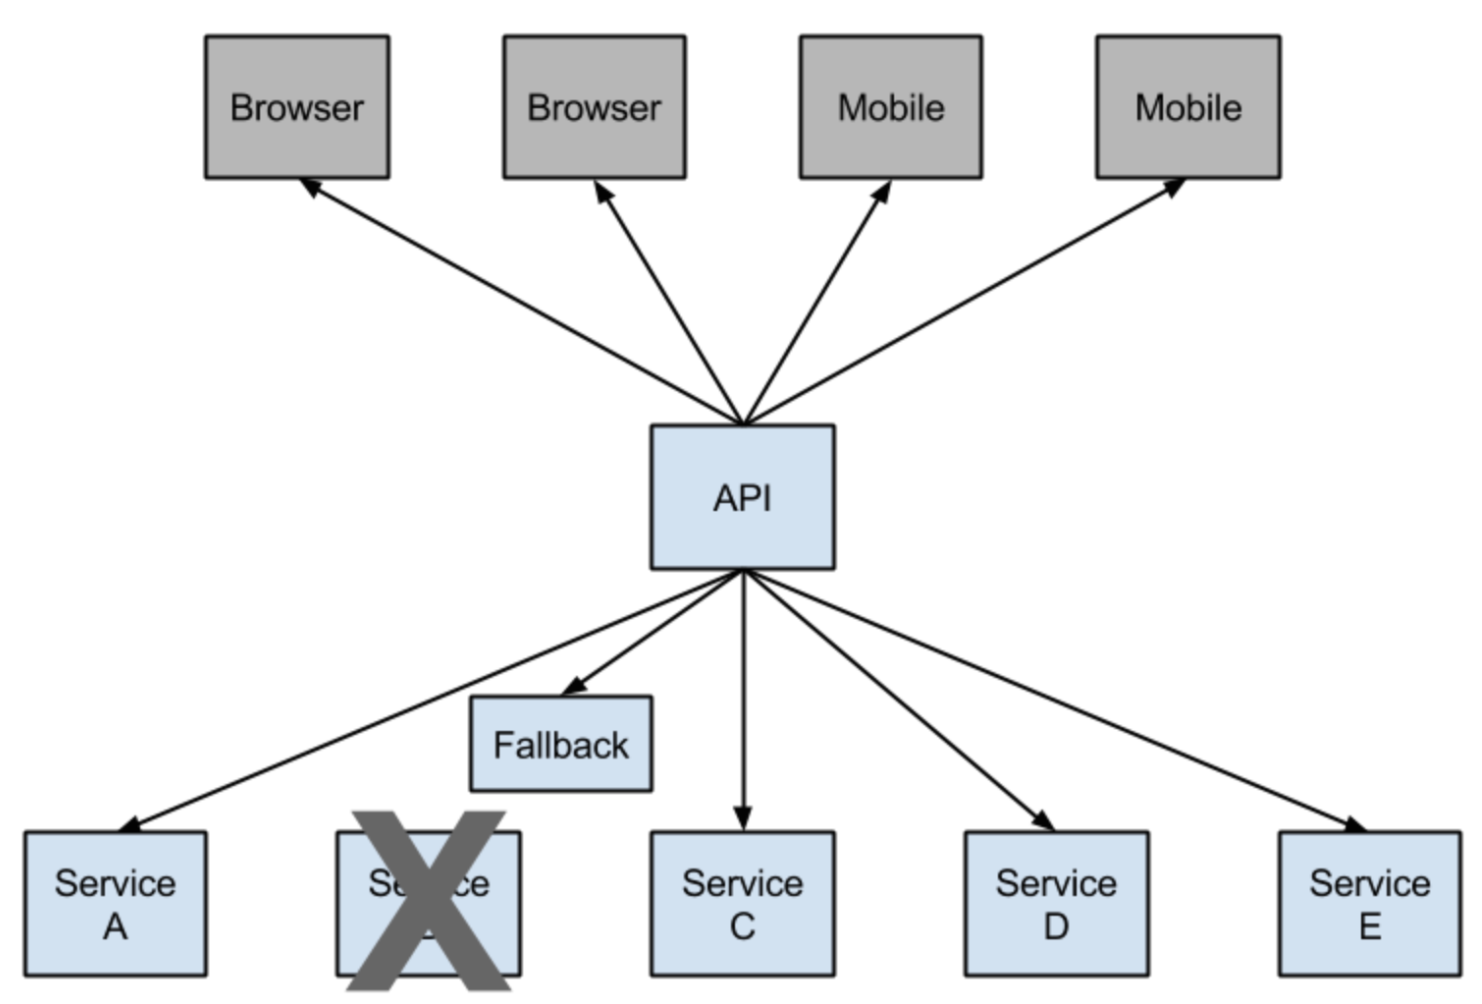 Browser
Browser
Mobile
Mobile
API
Fallback
Service
A
Service
C
Service
D
Service
E